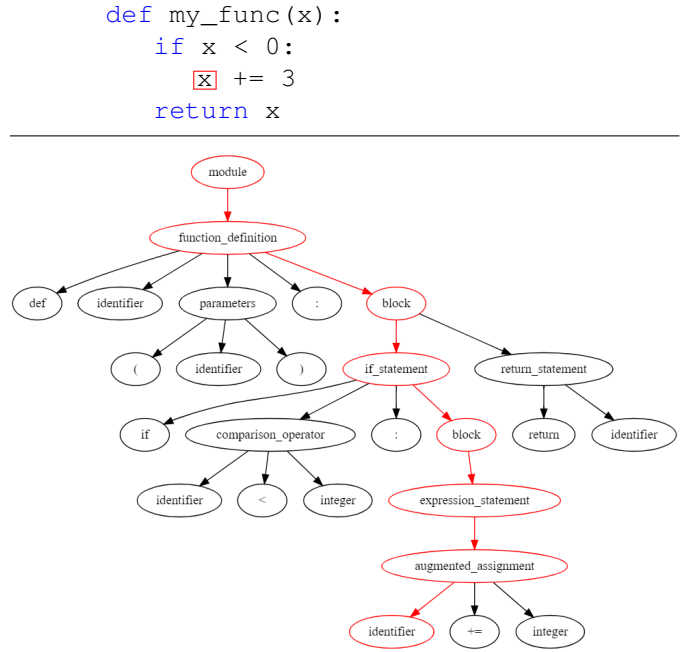 def my_func(x):
if x < 0:
x += 3
return x
module
function_definition
def identifier parameters : block
( identifier ) if_statement return_statement
if comparison_operator : block return identifier
identifier < integer expression_statement
augmented_assignment
identifier += integer